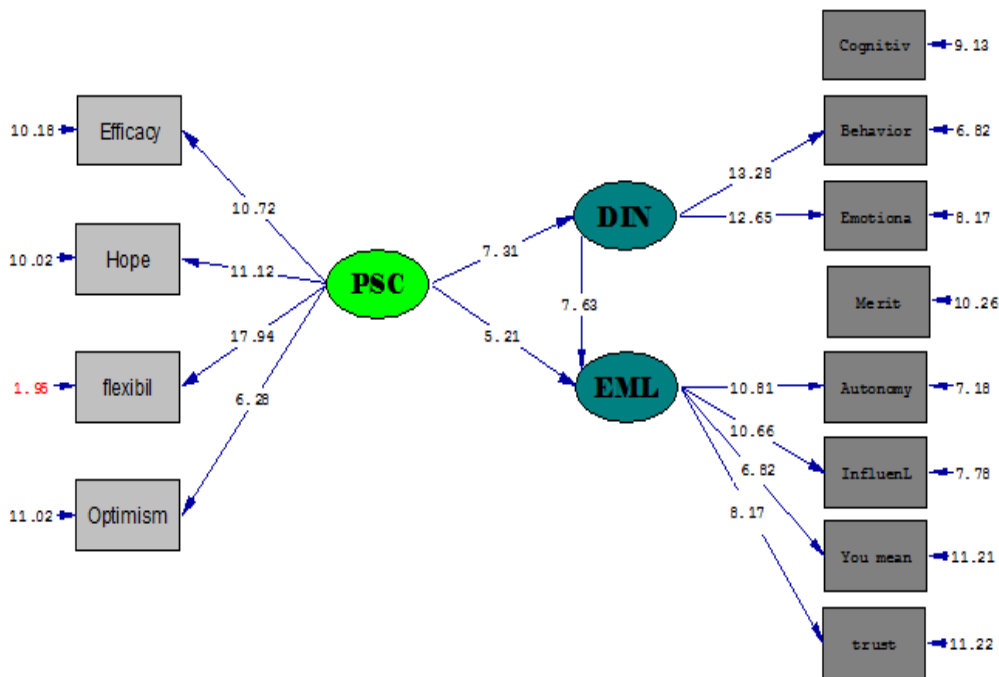 Cognitiv
9.13
10.18
Efficacy
Behavior
6.82
13.28
10.72
DIN
12.65
Emotiona
8.17
10.02
Hope
11.12
7.31
PSC
7.63
Merit
10.26
17.94
5.21
1.95
flexibil
EML
10.81
Autonomy
7.18
6.28
10.66
6.82
InfluenL
7.78
8.17
11.02
Optimism
You mean
11.21
trust
11.22